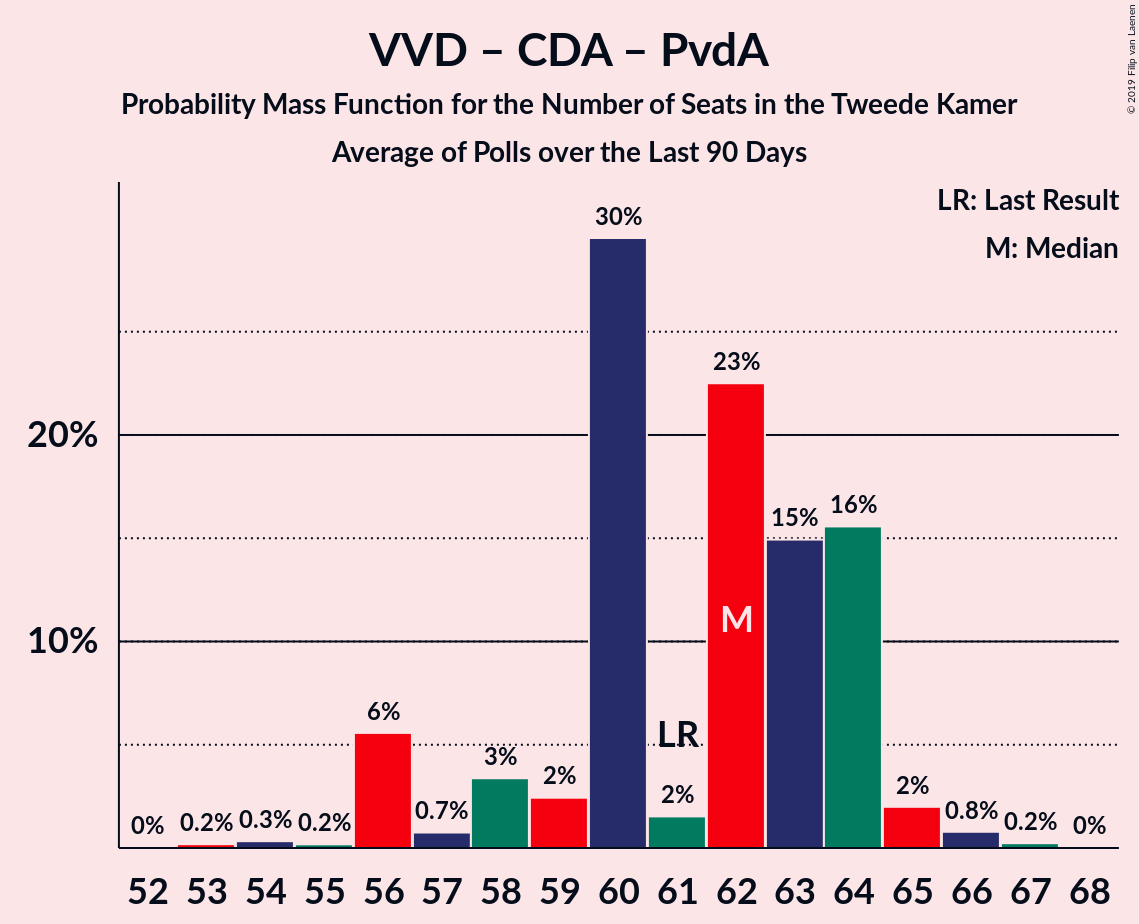 VVD – CDA – PvdA
Probability Mass Function for the Number of Seats in the Tweede Kamer
Average of Polls over the Last 90 Days
© 2019 Filip van Laenen
LR: Last Result
M: Median
30%
23%
20%
16%
15%
M
10%
LR
6%
3%
2%
2%
2%
0%
0.2%
0.3%
0.2%
0.7%
0.8%
0.2%
0%
52 53 54 55 56 57 58 59 60 61 62 63 64 65 66 67 68